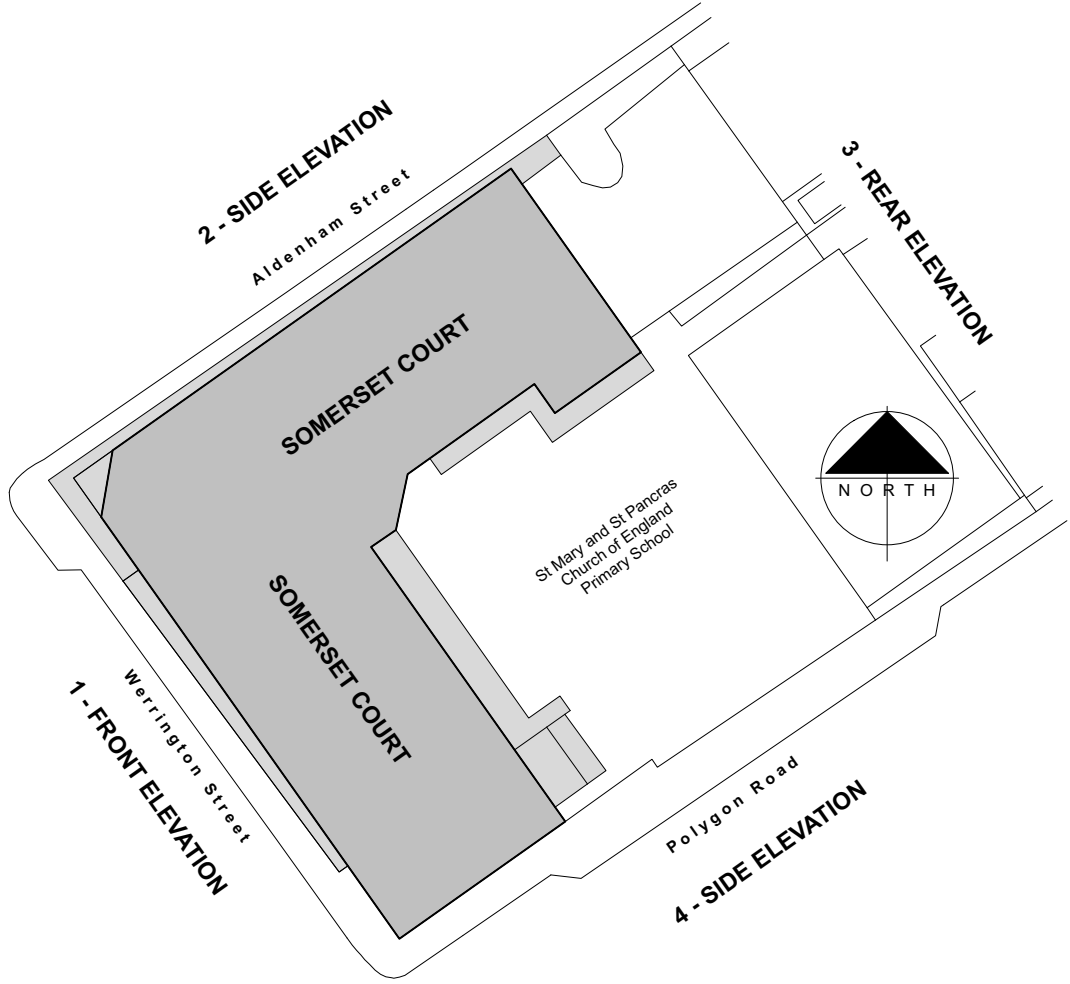 2 - SIDE ELEVATION
Aldenham Street
3 - REAR ELEVATION
SOMERSET COURT
NORTH
St Mary and St Pancras
Church of England
Primary School
SOMERSET COURT
Werrington Street
1 - FRONT ELEVATION
Polygon Road
4 - SIDE ELEVATION